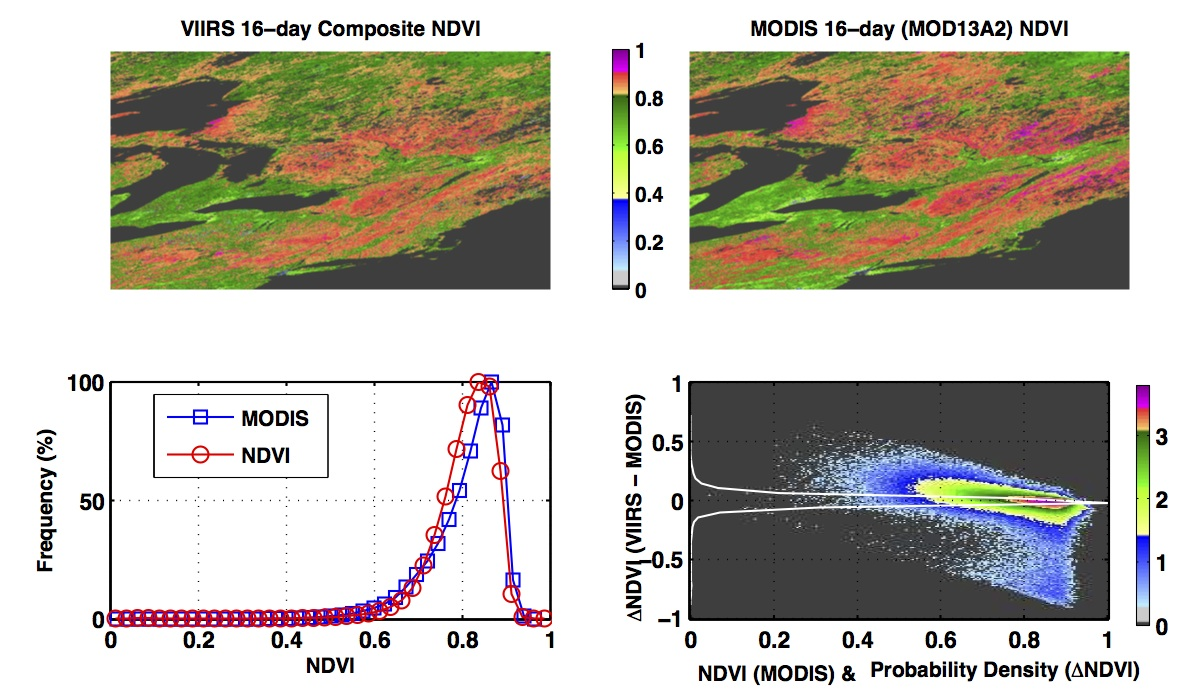 VIIRS 16−day Composite NDVI
MODIS 16−day (MOD13A2) NDVI
1
0.8
0.6
0.4
0.2
0
100
50
0
Frequency (%)
MODIS
NDVI
0 0.2 0.4 0.6 0.8 1
NDVI
1
0.5
0
−0.5
−1
ΔNDVI (VIIRS − MODIS)
0 0.2 0.4 0.6 0.8 1
NDVI (MODIS) & Probability Density (ΔNDVI)
3
2
1
0